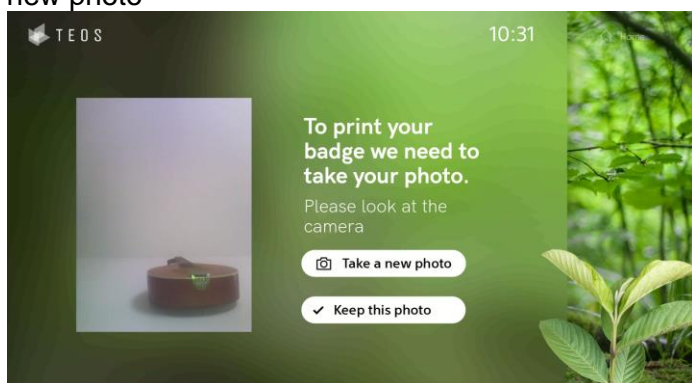 new photo
TEOS
10:31
Home
To print your
badge we need to
take your photo.
Please look at the
camera
Take a new photo
Keep this photo